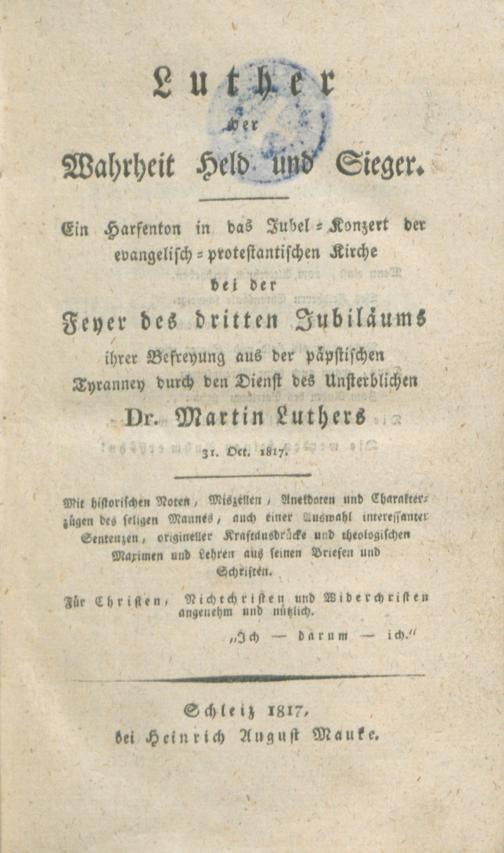 Luther
der
Wahrheit Held und Sieger.
Ein Harfenton in das Jubel=Konzert der
evangelisch=protestantischen Kirche
bei der
Feyer des dritten Jubiläums
ihrer Befreyung aus der päpstischen
Tyranney durch den Dienst des Unsterblichen
Dr. Martin Luthers
31. Oct. 1817.
Mit historischen Noten, Miszellen, Anekdoten und Charakter=
zügen des seligen Mannes, auch einer Auswahl interessanter
Sentenzen, origineller Kraftausdrücke und theologischen
Maximen und Lehren aus seinen Briefen und
Schriften.
Für Christen, Nichtchristen und Widerchristen
angenehm und nützlich.
„Ich — darum — ich.“
Schleiz 1817,
bei Heinrich August Mauke.